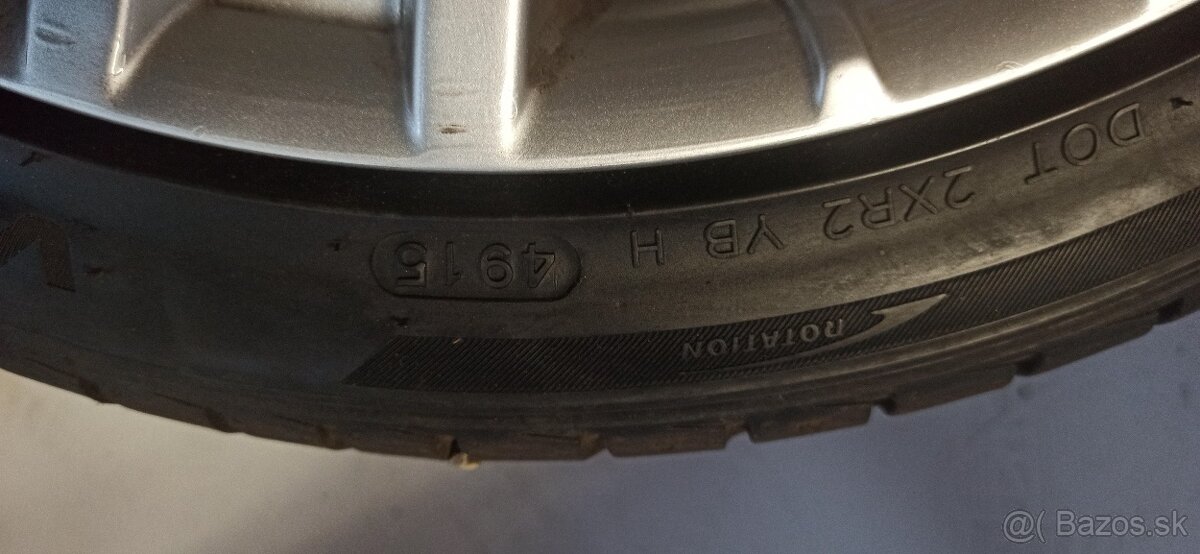 DOT 2XR2 YB H 4915
ROTATION
@( Bazos.sk